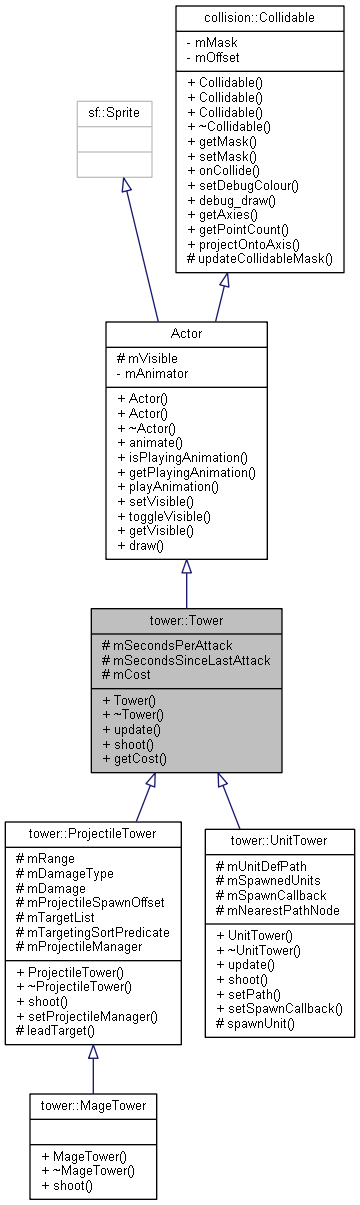 collision::Collidable
- mMask
- mOffset
+ Collidable()
+ Collidable()
+ Collidable()
+ ~Collidable()
+ getMask()
+ setMask()
+ onCollide()
+ setDebugColour()
+ debug_draw()
+ getAxies()
+ getPointCount()
+ projectOntoAxis()
# updateCollidableMask()
sf::Sprite
Actor
# mVisible
- mAnimator
+ Actor()
+ Actor()
+ ~Actor()
+ animate()
+ isPlayingAnimation()
+ getPlayingAnimation()
+ playAnimation()
+ setVisible()
+ toggleVisible()
+ getVisible()
+ draw()
tower::Tower
# mSecondsPerAttack
# mSecondsSinceLastAttack
# mCost
+ Tower()
+ ~Tower()
+ update()
+ shoot()
+ getCost()
tower::ProjectileTower
# mRange
# mDamageType
# mDamage
# mProjectileSpawnOffset
# mTargetList
# mTargetingSortPredicate
# mProjectileManager
+ ProjectileTower()
+ ~ProjectileTower()
+ shoot()
+ setProjectileManager()
# leadTarget()
tower::UnitTower
# mUnitDefPath
# mSpawnedUnits
# mSpawnCallback
# mNearestPathNode
+ UnitTower()
+ ~UnitTower()
+ update()
+ shoot()
+ setPath()
+ setSpawnCallback()
# spawnUnit()
tower::MageTower
+ MageTower()
+ ~MageTower()
+ shoot()